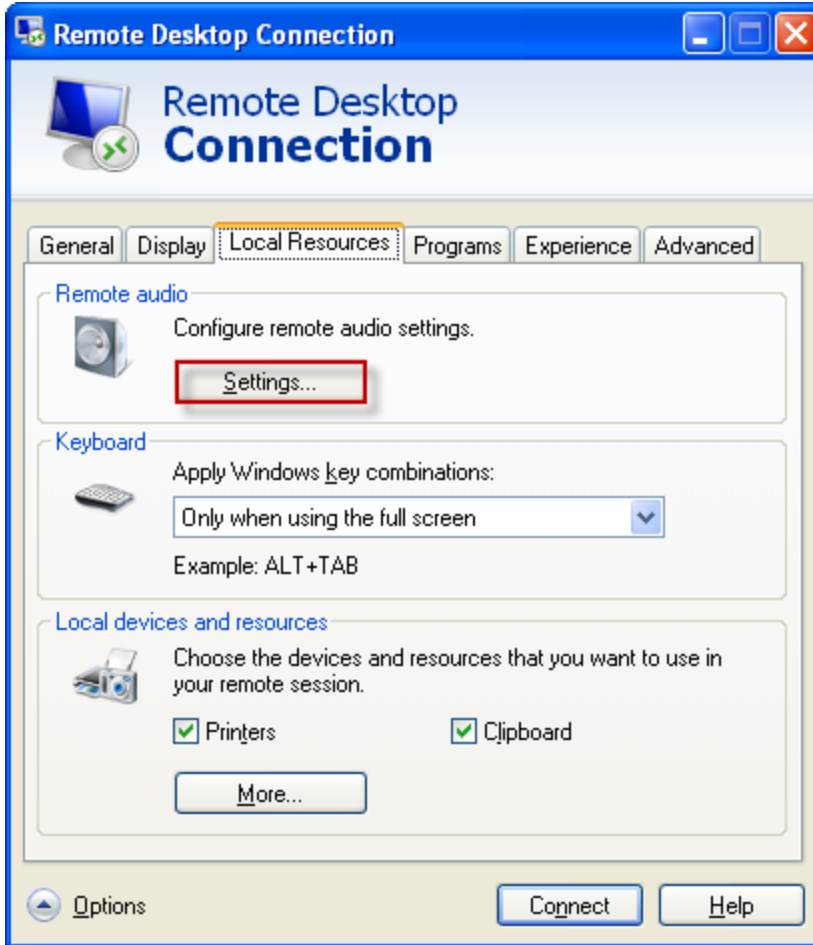 Remote Desktop Connection
Remote Desktop
Connection
General Display Local Resources Programs Experience Advanced
Remote audio
Configure remote audio settings.
Settings...
Keyboard
Apply Windows key combinations:
Only when using the full screen
Example: ALT+TAB
Local devices and resources
Choose the devices and resources that you want to use in
your remote session.
Printers Clipboard
More...
Options Connect Help